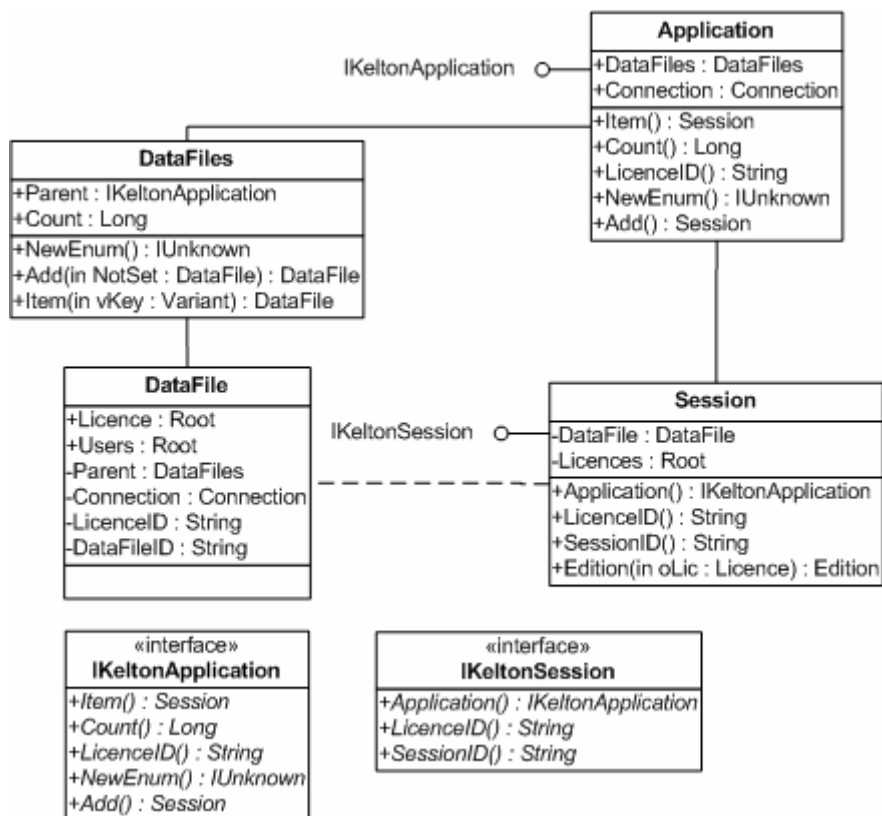 Application
IKeltonApplication
+DataFiles : DataFiles
+Connection : Connection
+Item() : Session
+Count() : Long
+LicenceID() : String
+NewEnum() : IUnknown
+Add() : Session
DataFiles
+Parent : IKeltonApplication
+Count : Long
+NewEnum() : IUnknown
+Add(in NotSet : DataFile) : DataFile
+Item(in vKey : Variant) : DataFile
DataFile
+Licence : Root
+Users : Root
-Parent : DataFiles
-Connection : Connection
-LicenceID : String
-DataFileID : String
Session
IKeltonSession
-DataFile : DataFile
-Licences : Root
+Application() : IKeltonApplication
+LicenceID() : String
+SessionID() : String
+Edition(in oLic : Licence) : Edition
«interface»
IKeltonApplication
+Item() : Session
+Count() : Long
+LicenceID() : String
+NewEnum() : IUnknown
+Add() : Session
«interface»
IKeltonSession
+Application() : IKeltonApplication
+LicenceID() : String
+SessionID() : String